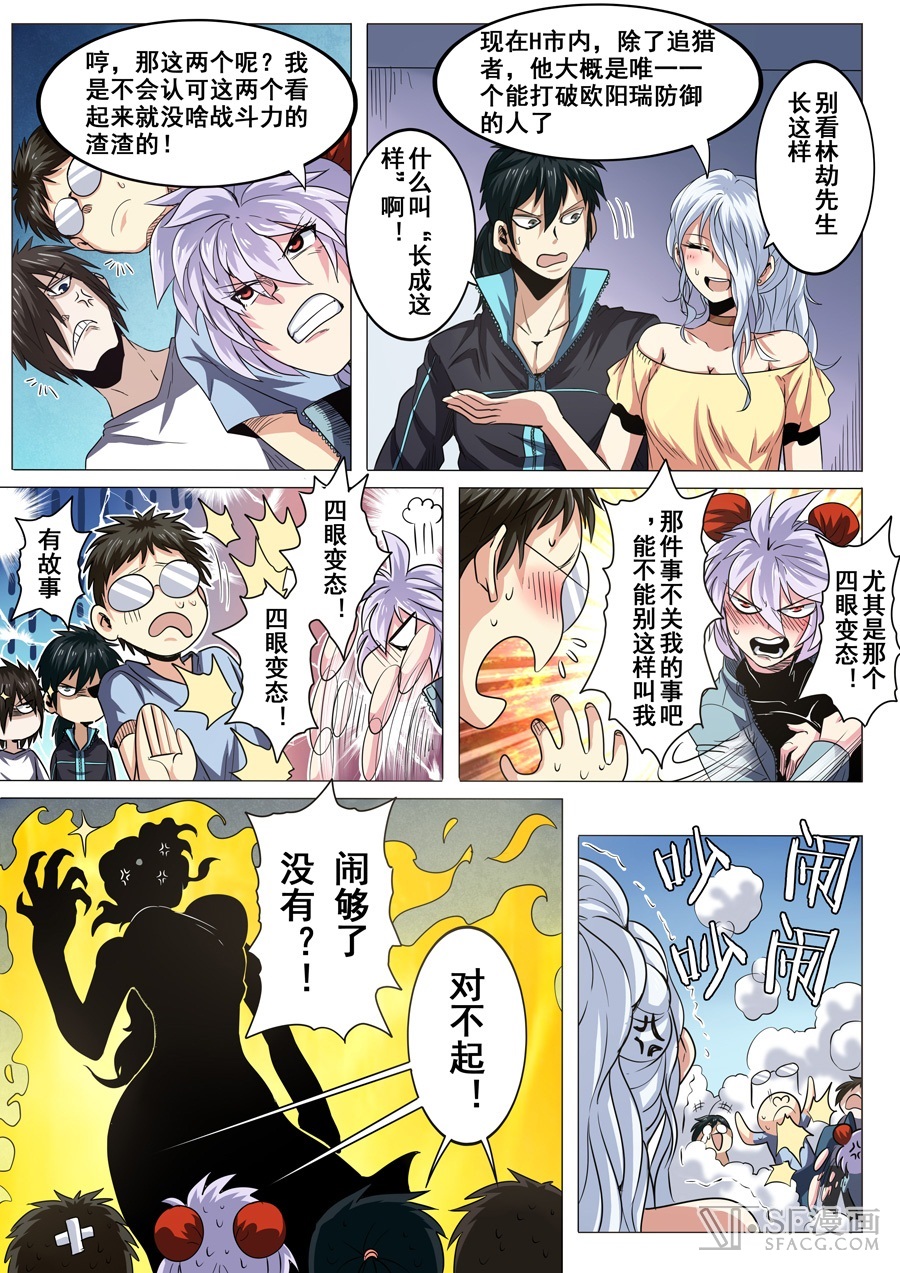 别看林劫先生
长这样
现在H市内，除了追猎
者，他大概是唯一一
个能打破欧阳瑞防御
的人了
什么叫“长成这
样”啊！
哼，那这两个呢？我
是不会认可这两个看
起来就没啥战斗力的
渣渣的！
尤其是那个
四眼变态！
那件事不关我的事吧
，能不能别这样叫我
四眼变态！
四眼变态！
有故事
吵吵
闹闹
闹够了
没有？！
对不起！
SF漫画
SFACG.COM